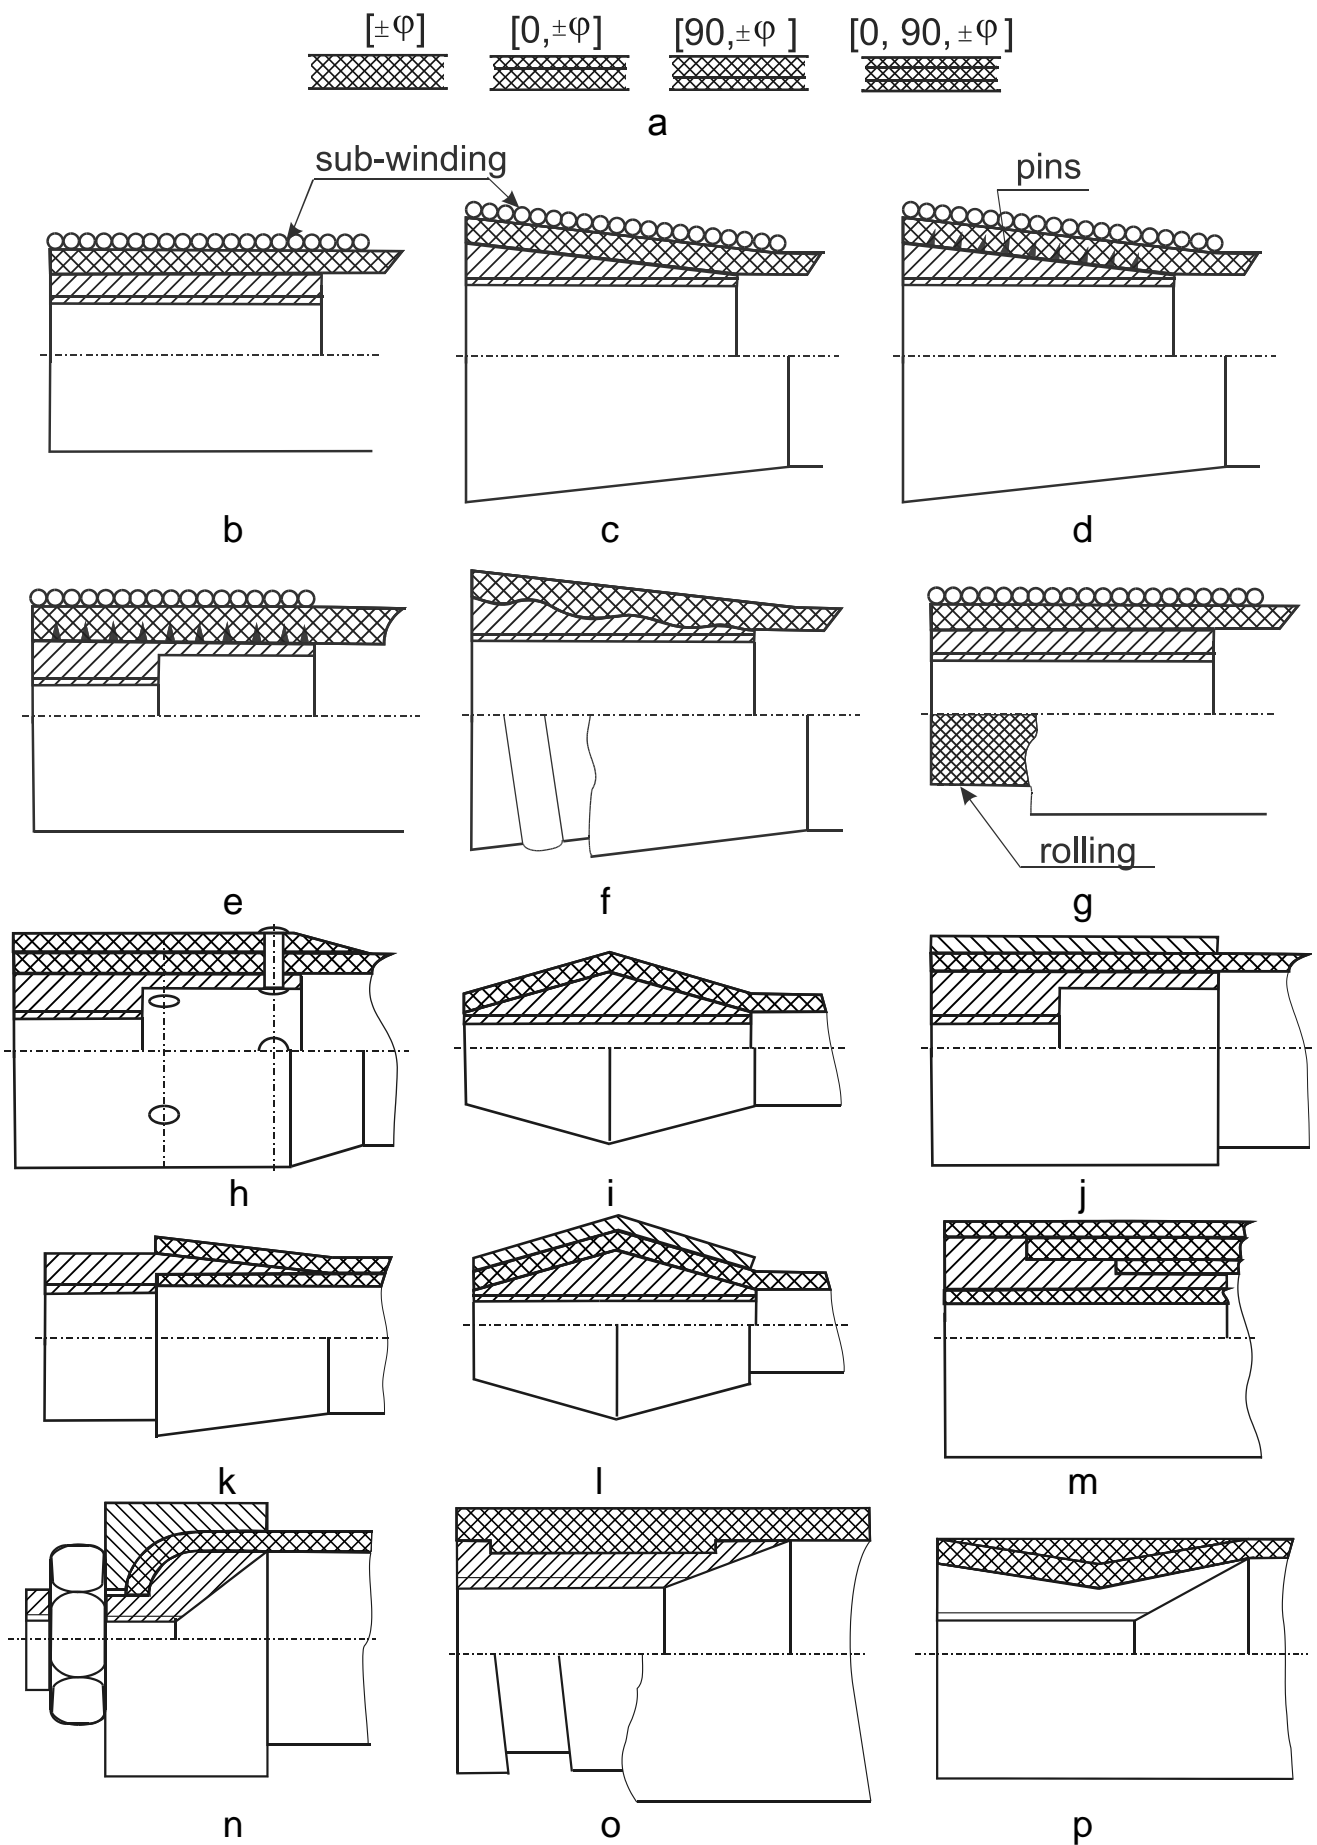 [±φ] [0,±φ] [90,±φ ] [0, 90, ±φ ]
a
sub-winding pins
b c d
rolling
e f g
h i j
k l m
n o p